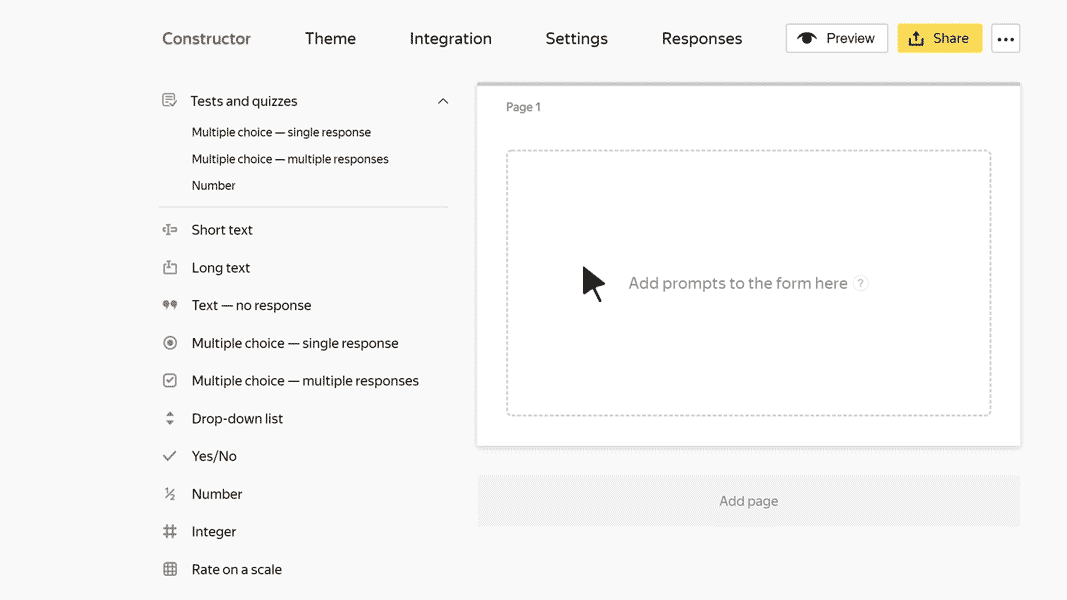 Constructor Theme Integration Settings Responses Preview Share
Tests and quizzes
Multiple choice — single response
Multiple choice — multiple responses
Number
Short text
Long text
Text — no response
Multiple choice — single response
Multiple choice — multiple responses
Drop-down list
Yes/No
½ Number
Integer
Rate on a scale
Page 1
Add prompts to the form here ?
Add page